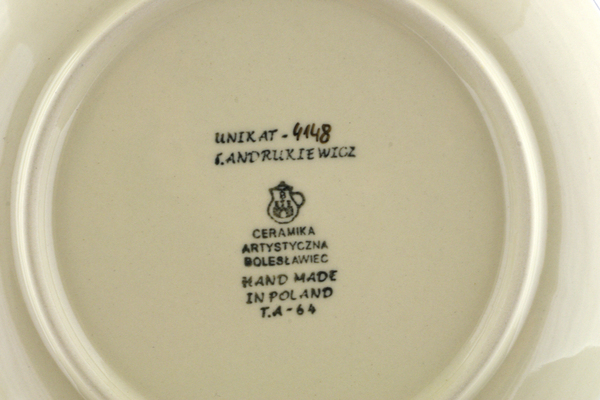 UNIKAT - 4148
T. ANDRUKIEWICZ
CERAMIKA
ARTYSTYCZNA
BOLESŁAWIEC
HAND MADE
IN POLAND
T.A - 64